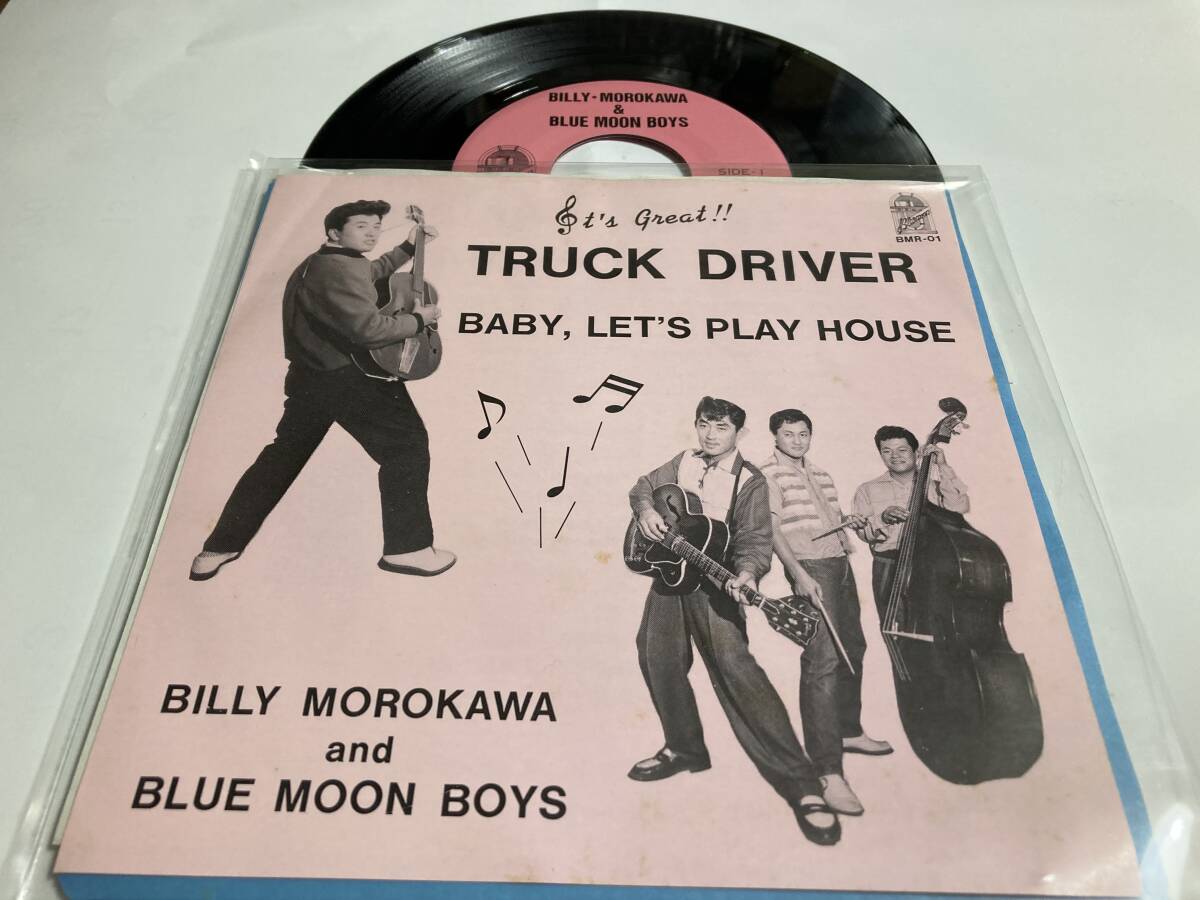 BILLY-MOROKAWA
&
BLUE MOON BOYS
SIDE-1
It's Great!!
BMR-01
TRUCK DRIVER
BABY, LET'S PLAY HOUSE
BILLY MOROKAWA
and
BLUE MOON BOYS